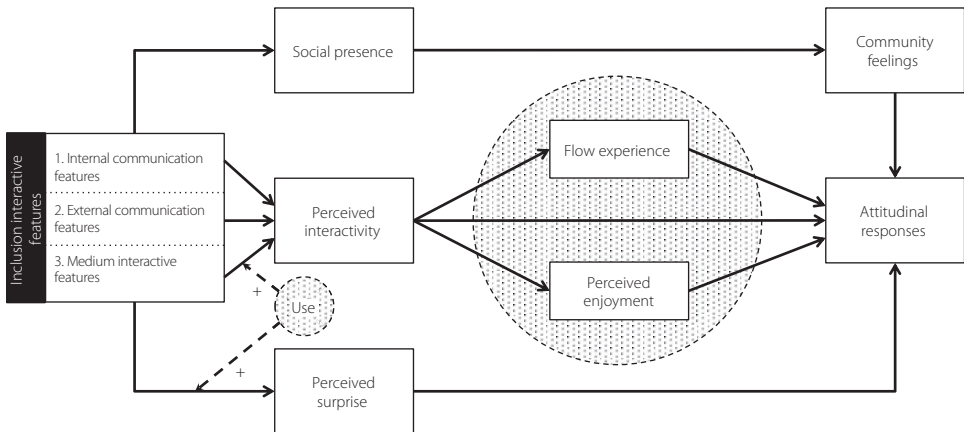 Social presence
Community
feelings
Inclusion interactive
features
1. Internal communication
features
2. External communication
features
3. Medium interactive
features
Perceived
interactivity
Flow experience
Perceived
enjoyment
Attitudinal
responses
+
Use
+
Perceived
surprise